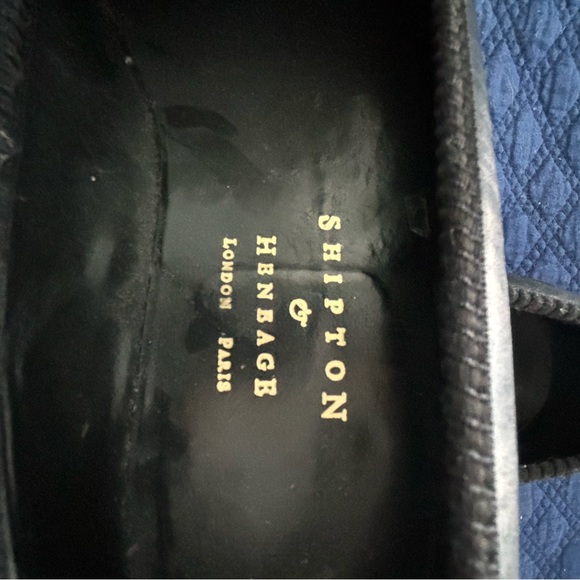 SHIPTON
&
HENEAGE
LONDON PARIS